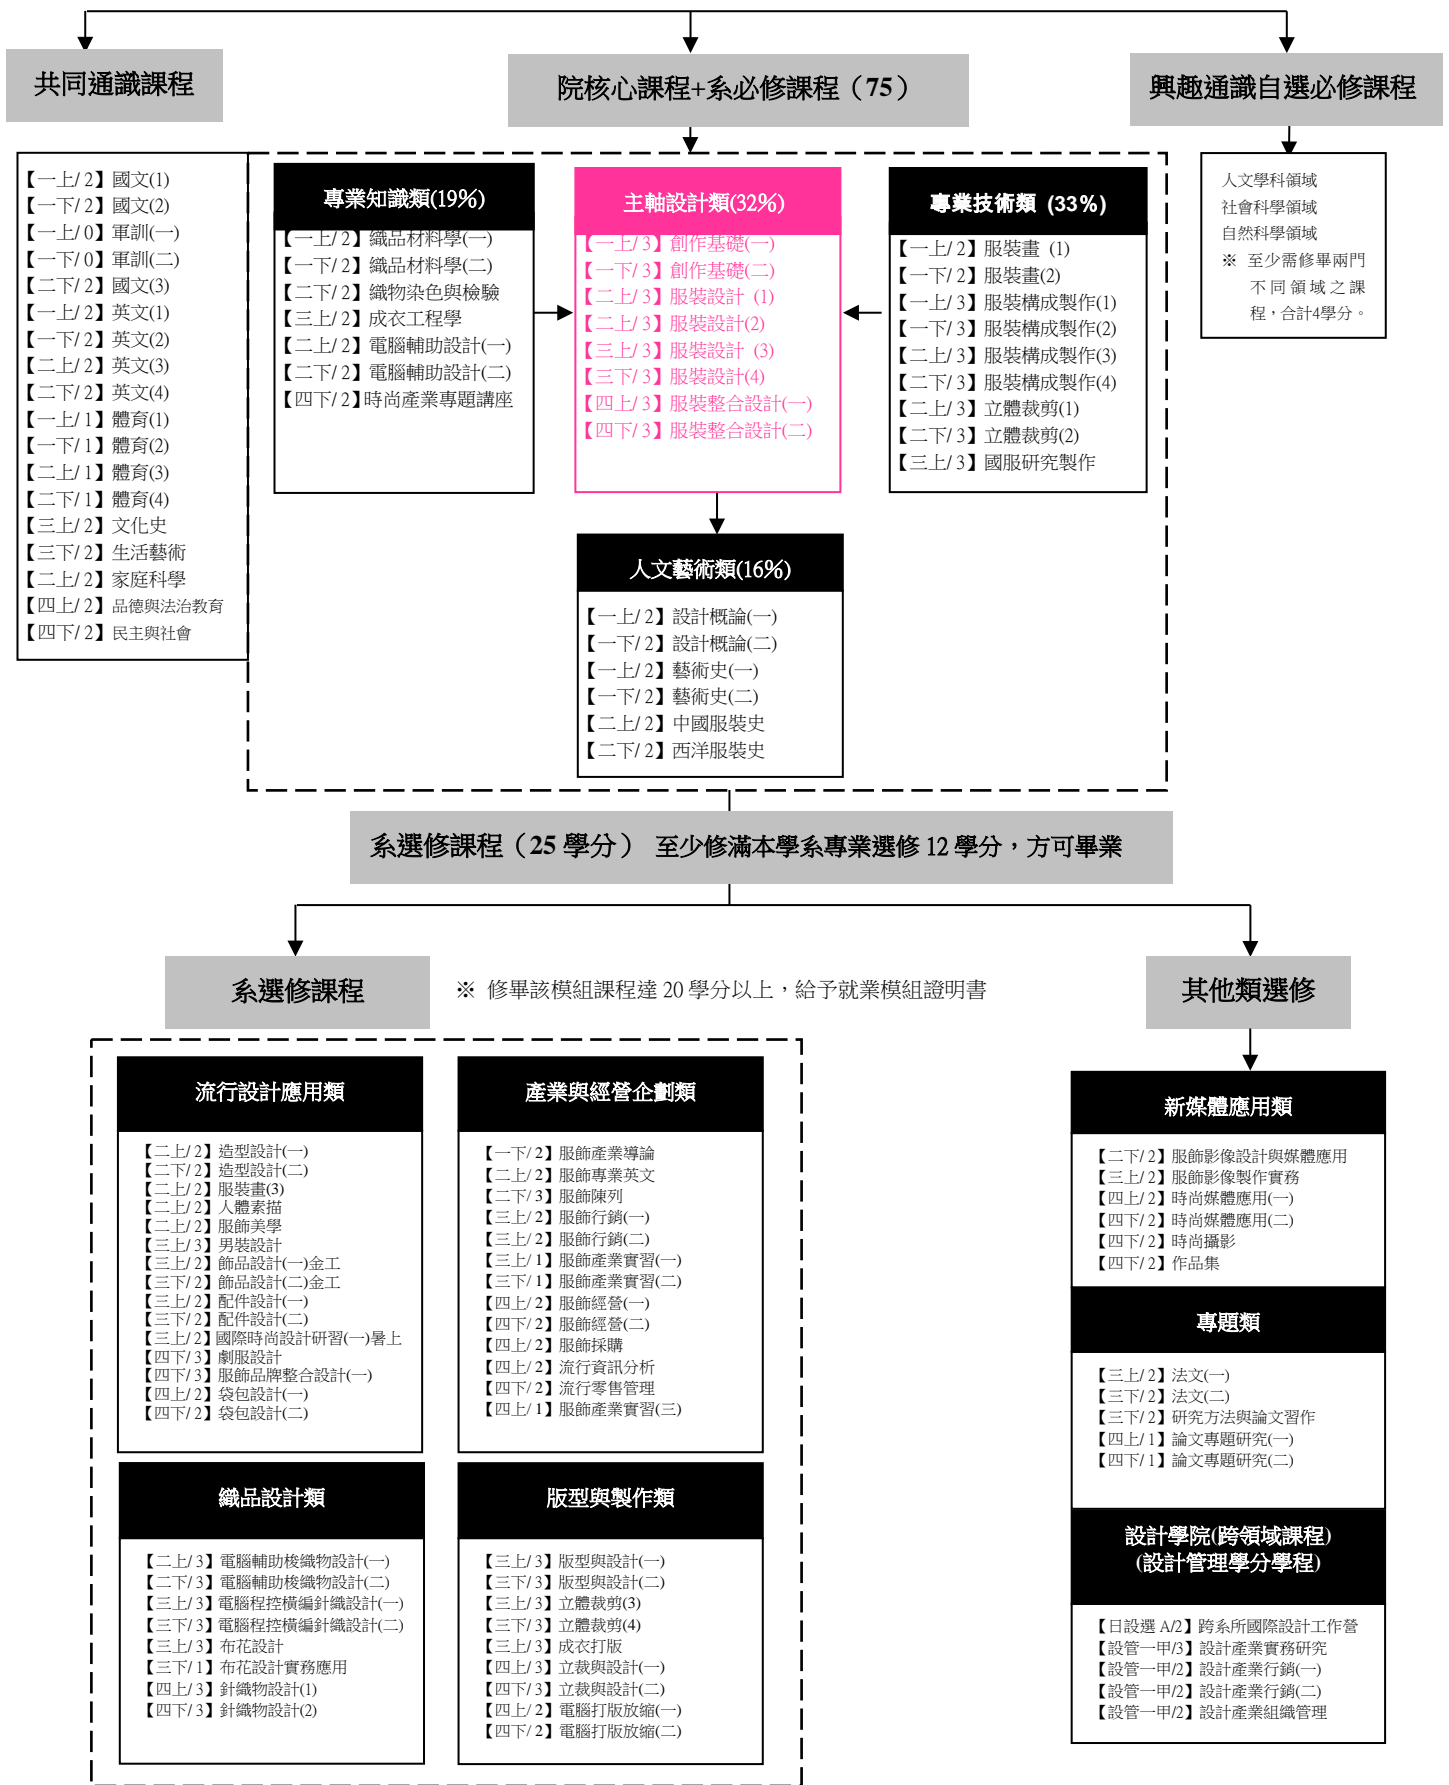 共同通識課程
院核心課程+系必修課程（75）
興趣通識自選必修課程
【一上/ 2】國文(1)
【一下/ 2】國文(2)
【一上/ 0】軍訓(一)
【一下/ 0】軍訓(二)
【二下/ 2】國文(3)
【一上/ 2】英文(1)
【一下/ 2】英文(2)
【二上/ 2】英文(3)
【二下/ 2】英文(4)
【一上/ 1】體育(1)
【一下/ 1】體育(2)
【二上/ 1】體育(3)
【二下/ 1】體育(4)
【三上/ 2】文化史
【三下/ 2】生活藝術
【二上/ 2】家庭科學
【四上/ 2】品德與法治教育
【四下/ 2】民主與社會
專業知識類(19%)
【一上/ 2】織品材料學(一)
【一下/ 2】織品材料學(二)
【二下/ 2】織物染色與檢驗
【三上/ 2】成衣工程學
【二上/ 2】電腦輔助設計(一)
【二下/ 2】電腦輔助設計(二)
【四下/ 2】時尚產業專題講座
主軸設計類(32%)
【一上/ 3】創作基礎(一)
【一下/ 3】創作基礎(二)
【二上/ 3】服裝設計 (1)
【二上/ 3】服裝設計(2)
【三上/ 3】服裝設計 (3)
【三下/ 3】服裝設計(4)
【四上/ 3】服裝整合設計(一)
【四下/ 3】服裝整合設計(二)
專業技術類 (33%)
【一上/ 2】服裝畫 (1)
【一下/ 2】服裝畫(2)
【一上/ 3】服裝構成製作(1)
【一下/ 3】服裝構成製作(2)
【二上/ 3】服裝構成製作(3)
【二下/ 3】服裝構成製作(4)
【二上/ 3】立體裁剪(1)
【二下/ 3】立體裁剪(2)
【三上/ 3】國服研究製作
人文學科領域
社會科學領域
自然科學領域
※ 至少需修畢兩門
不同領域之課
程，合計4學分。
人文藝術類(16%)
【一上/ 2】設計概論(一)
【一下/ 2】設計概論(二)
【一上/ 2】藝術史(一)
【一下/ 2】藝術史(二)
【二上/ 2】中國服裝史
【二下/ 2】西洋服裝史
系選修課程（25 學分） 至少修滿本學系專業選修 12 學分，方可畢業
系選修課程
※ 修畢該模組課程達 20 學分以上，給予就業模組證明書
其他類選修
流行設計應用類
【二上/ 2】造型設計(一)
【二下/ 2】造型設計(二)
【二上/ 2】服裝畫(3)
【二上/ 2】人體素描
【二上/ 2】服飾美學
【三上/ 3】男裝設計
【三上/ 2】飾品設計(一)金工
【三下/ 2】飾品設計(二)金工
【三上/ 2】配件設計(一)
【三下/ 2】配件設計(二)
【三上/ 2】國際時尚設計研習(一)暑上
【四下/ 3】劇服設計
【四下/ 3】服飾品牌整合設計(一)
【四上/ 2】袋包設計(一)
【四下/ 2】袋包設計(二)
產業與經營企劃類
【一下/ 2】服飾產業導論
【二上/ 2】服飾專業英文
【二下/ 3】服飾陳列
【三上/ 2】服飾行銷(一)
【三上/ 2】服飾行銷(二)
【三上/ 1】服飾產業實習(一)
【三下/ 1】服飾產業實習(二)
【四上/ 2】服飾經營(一)
【四下/ 2】服飾經營(二)
【四上/ 2】服飾採購
【四上/ 2】流行資訊分析
【四下/ 2】流行零售管理
【四上/ 1】服飾產業實習(三)
新媒體應用類
【二下/ 2】服飾影像設計與媒體應用
【三上/ 2】服飾影像製作實務
【四上/ 2】時尚媒體應用(一)
【四下/ 2】時尚媒體應用(二)
【四下/ 2】時尚攝影
【四下/ 2】作品集
專題類
【三上/ 2】法文(一)
【三下/ 2】法文(二)
【三下/ 2】研究方法與論文習作
【四上/ 1】論文專題研究(一)
【四下/ 1】論文專題研究(二)
織品設計類
【二上/ 3】電腦輔助梭織物設計(一)
【二下/ 3】電腦輔助梭織物設計(二)
【三上/ 3】電腦程控橫編針織設計(一)
【三下/ 3】電腦程控橫編針織設計(二)
【三上/ 3】布花設計
【三下/ 1】布花設計實務應用
【四上/ 3】針織物設計(1)
【四下/ 3】針織物設計(2)
版型與製作類
【三上/ 3】版型與設計(一)
【三下/ 3】版型與設計(二)
【三上/ 3】立體裁剪(3)
【三下/ 3】立體裁剪(4)
【三上/ 3】成衣打版
【四上/ 3】立裁與設計(一)
【四下/ 3】立裁與設計(二)
【四上/ 2】電腦打版放縮(一)
【四下/ 2】電腦打版放縮(二)
設計學院(跨領域課程)
(設計管理學分學程)
【日設選 A/2】跨系所國際設計工作營
【設管一甲/3】設計產業實務研究
【設管一甲/2】設計產業行銷(一)
【設管一甲/2】設計產業行銷(二)
【設管一甲/2】設計產業組織管理